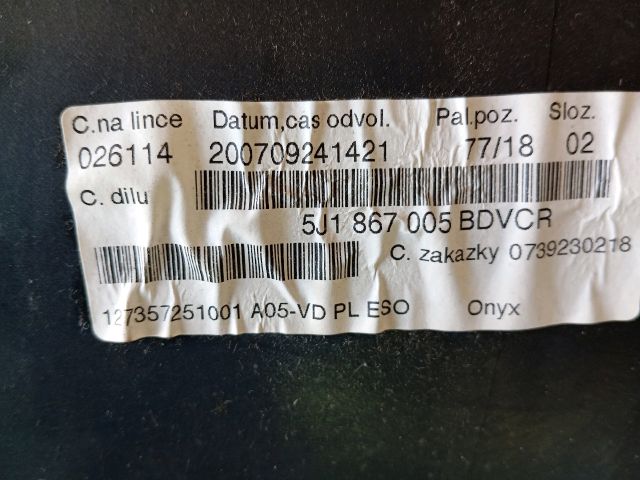 C.na lince Datum,cas odvol. Pal.poz. Sloz.
026114 200709241421 77/18 02
C. dilu
5J1 867 005 BDVCR
C. zakazky 0739230218
127357251001 A05-VD PL ESO Onyx